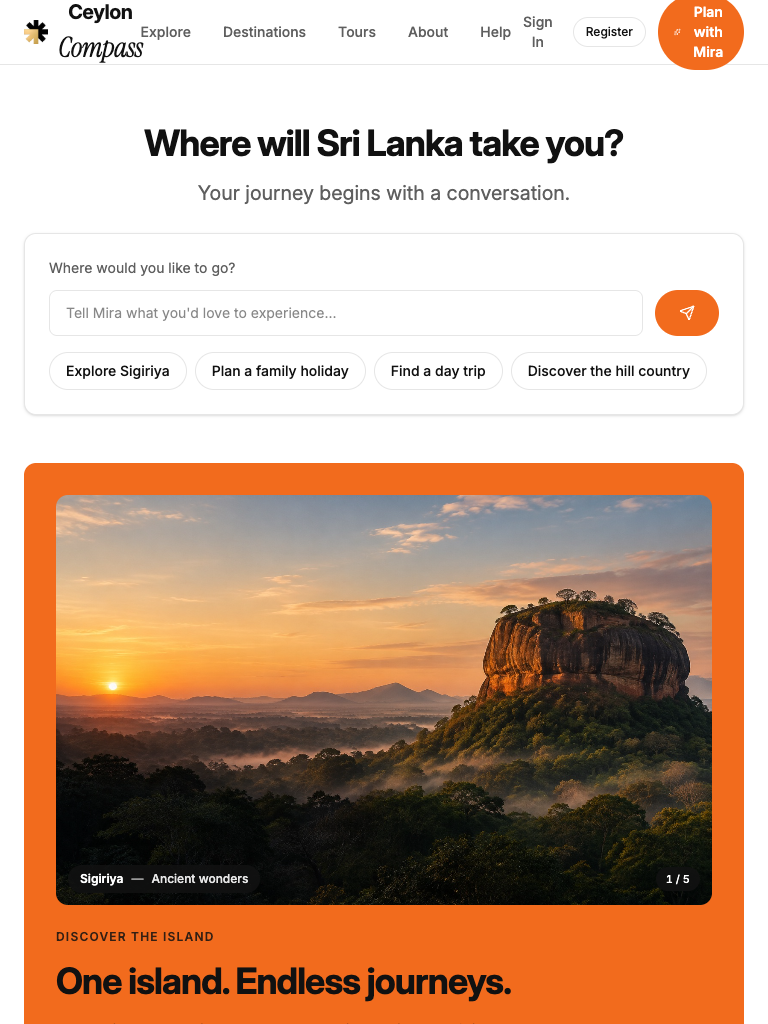 Ceylon
Compass
Explore
Destinations
Tours
About
Help
Sign
In
Register
Plan
with
Mira
Where will Sri Lanka take you?
Your journey begins with a conversation.
Where would you like to go?
Tell Mira what you'd love to experience...
Explore Sigiriya
Plan a family holiday
Find a day trip
Discover the hill country
Sigiriya — Ancient wonders
1 / 5
DISCOVER THE ISLAND
One island. Endless journeys.